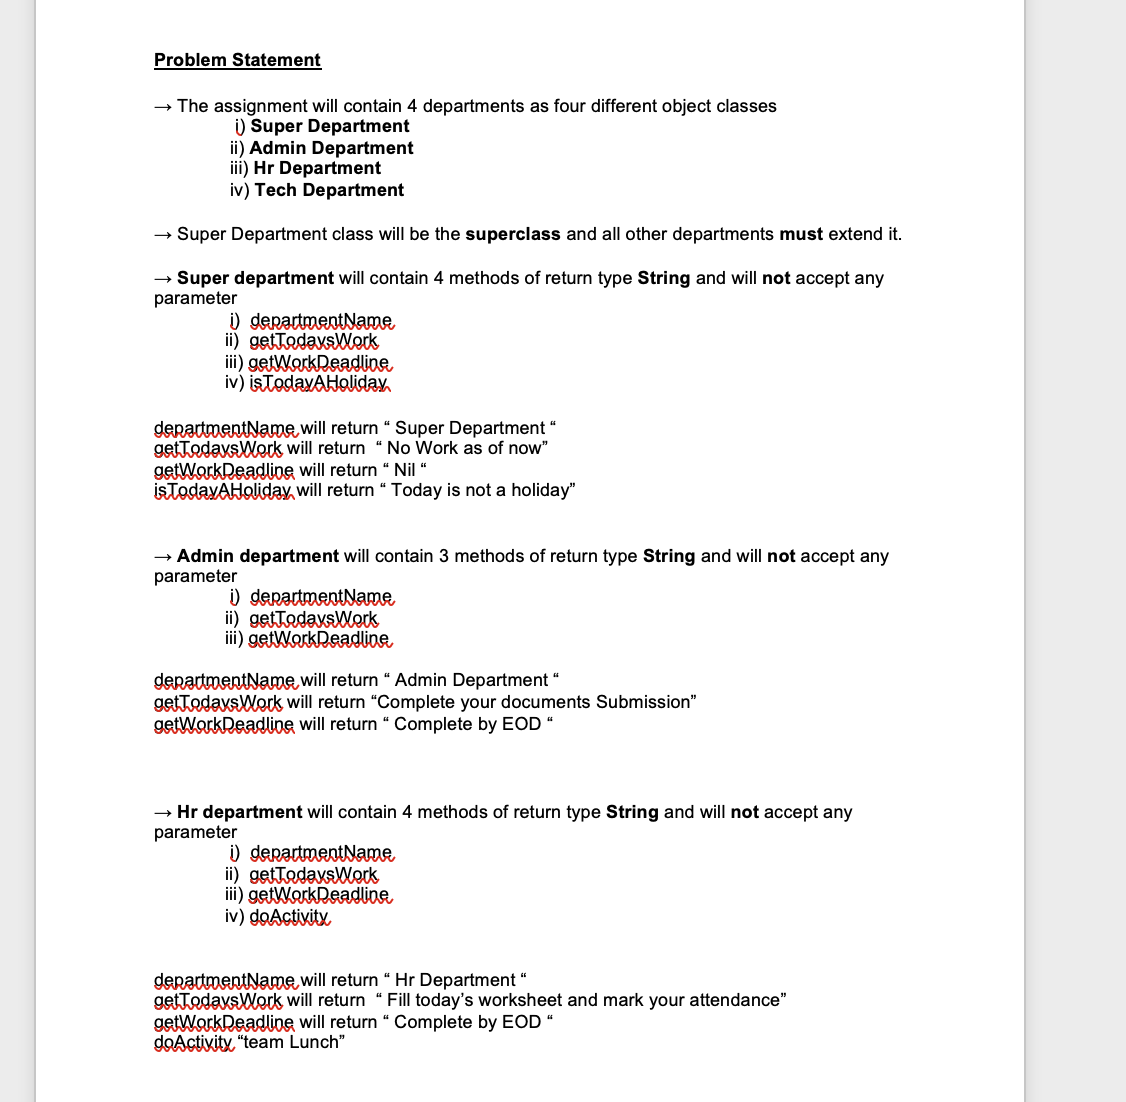 Problem Statement
→ The assignment will contain 4 departments as four different object classes
i) Super Department
ii) Admin Department
iii) Hr Department
iv) Tech Department
→ Super Department class will be the superclass and all other departments must extend it.
→ Super department will contain 4 methods of return type String and will not accept any
parameter
i) departmentName
ii) getTodaysWork
iii) getWorkDeadline
iv) isTodayAHoliday
departmentName will return “ Super Department “
getTodaysWork will return “ No Work as of now”
getWorkDeadline will return “ Nil “
isTodayAHoliday will return “ Today is not a holiday”
→ Admin department will contain 3 methods of return type String and will not accept any
parameter
i) departmentName
ii) getTodaysWork
iii) getWorkDeadline
departmentName will return “ Admin Department “
getTodaysWork will return “Complete your documents Submission”
getWorkDeadline will return “ Complete by EOD “
→ Hr department will contain 4 methods of return type String and will not accept any
parameter
i) departmentName
ii) getTodaysWork
iii) getWorkDeadline
iv) doActivity
departmentName will return “ Hr Department “
getTodaysWork will return “ Fill today’s worksheet and mark your attendance”
getWorkDeadline will return “ Complete by EOD “
doActivity “team Lunch”